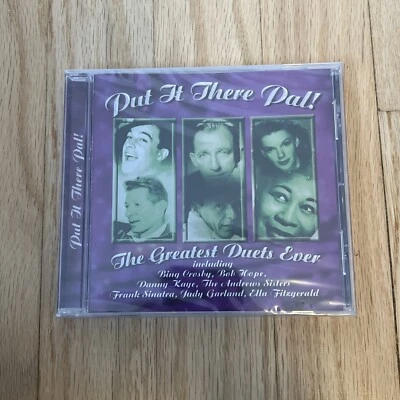 Put It There Pal!
Put It There Pal!
The Greatest Duets Ever
including
Bing Crosby, Bob Hope,
Danny Kaye, The Andrews Sisters
Frank Sinatra, Judy Garland, Ella Fitzgerald